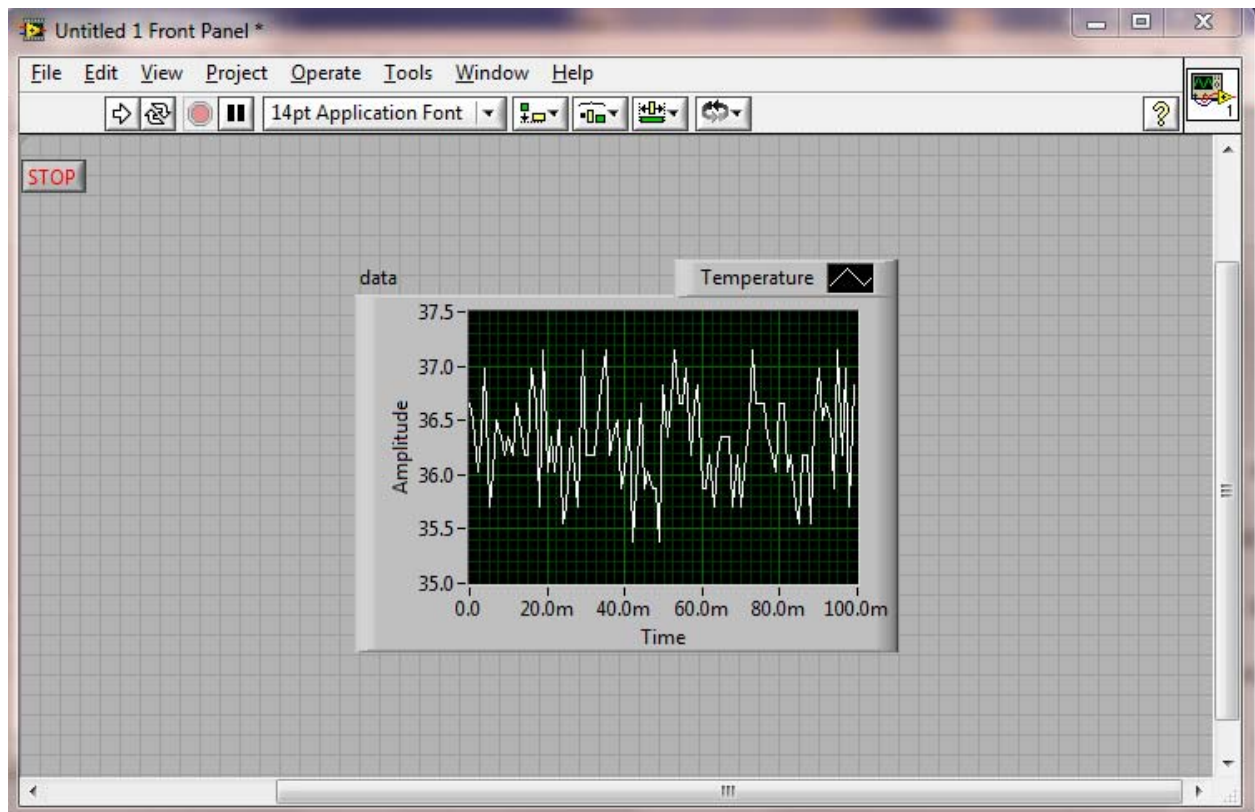 Untitled 1 Front Panel *
File Edit View Project Operate Tools Window Help
14pt Application Font
?
1
STOP
data
Temperature
37.5
37.0
36.5
36.0
35.5
35.0
Amplitude
0.0 20.0m 40.0m 60.0m 80.0m 100.0m
Time